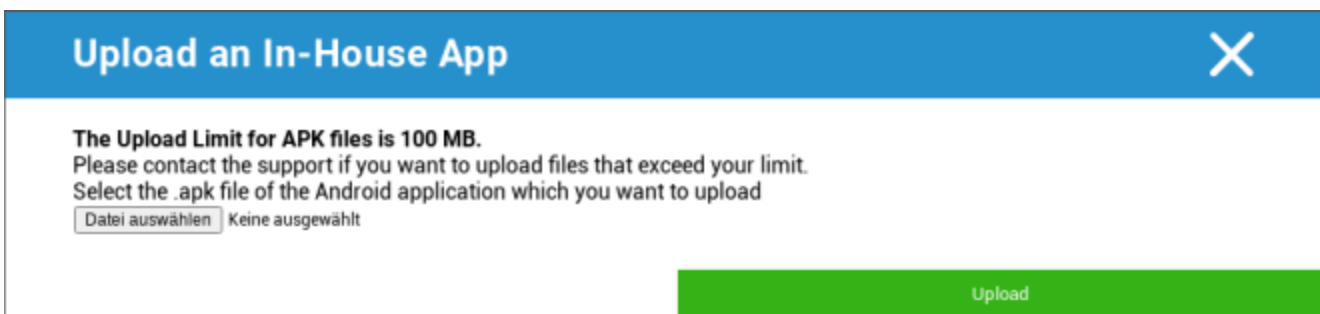 Upload an In-House App
The Upload Limit for APK files is 100 MB.
Please contact the support if you want to upload files that exceed your limit.
Select the .apk file of the Android application which you want to upload
Datei auswählen Keine ausgewählt
Upload